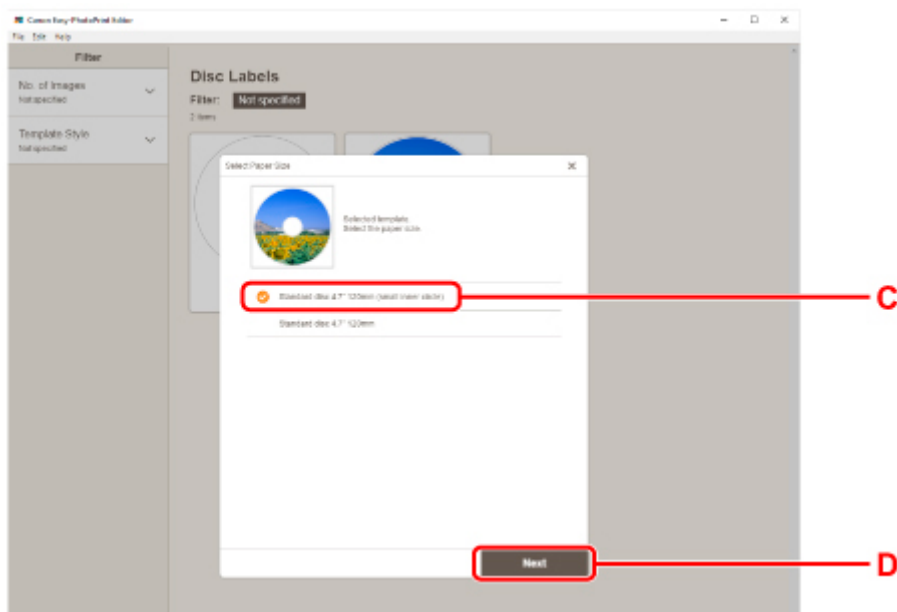 Canon Easy-PhotoPrint Editor
File Edit Help
Filter
No. of Images
Not specified
Template Style
Not specified
Disc Labels
Filter: Not specified
2 items
Select Paper Size
Selected template.
Select the paper size.
Standard disc 4.7" 120mm (small inner circle)
C
Standard disc 4.7" 120mm
Next
D